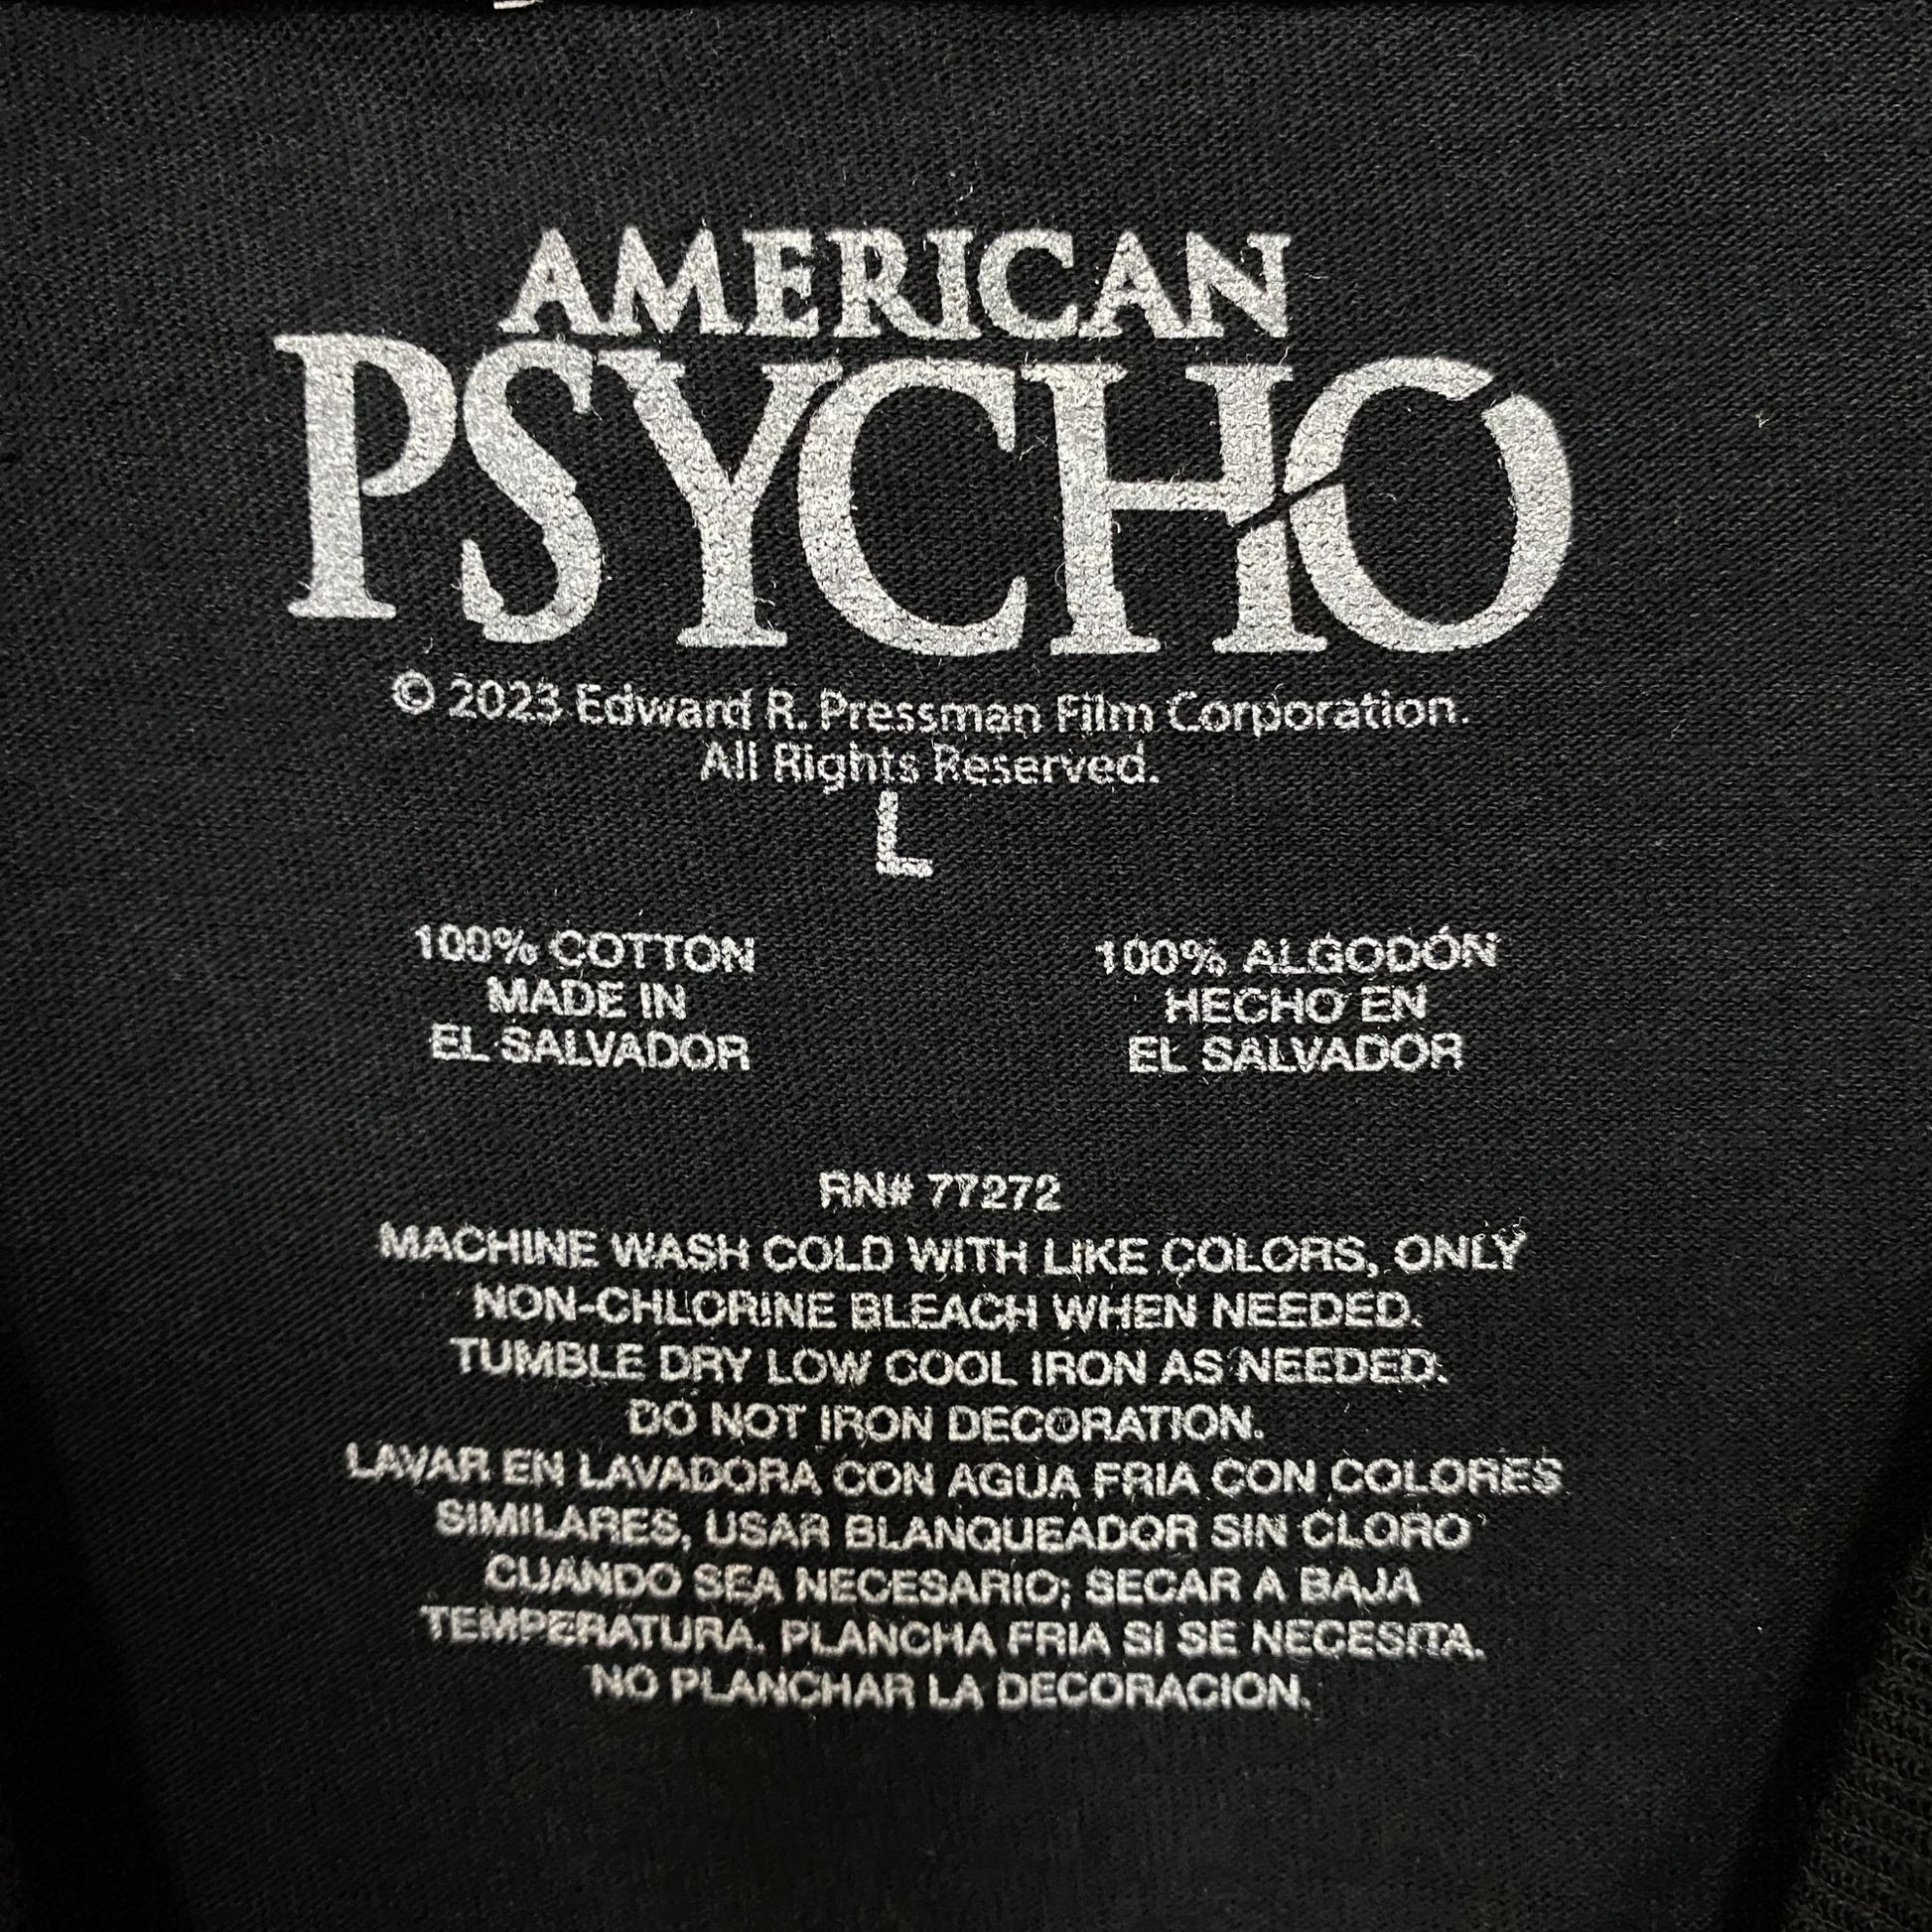 AMERICAN
PSYCHO
© 2023 Edward R. Pressman Film Corporation.
All Rights Reserved.
L
100% COTTON
MADE IN
EL SALVADOR
100% ALGODÓN
HECHO EN
EL SALVADOR
RN# 77272
MACHINE WASH COLD WITH LIKE COLORS, ONLY
NON-CHLORINE BLEACH WHEN NEEDED.
TUMBLE DRY LOW COOL IRON AS NEEDED.
DO NOT IRON DECORATION.
LAVAR EN LAVADORA CON AGUA FRIA CON COLORES
SIMILARES, USAR BLANQUEADOR SIN CLORO
CUANDO SEA NECESARIO; SECAR A BAJA
TEMPERATURA. PLANCHA FRIA SI SE NECESITA.
NO PLANCHAR LA DECORACION.